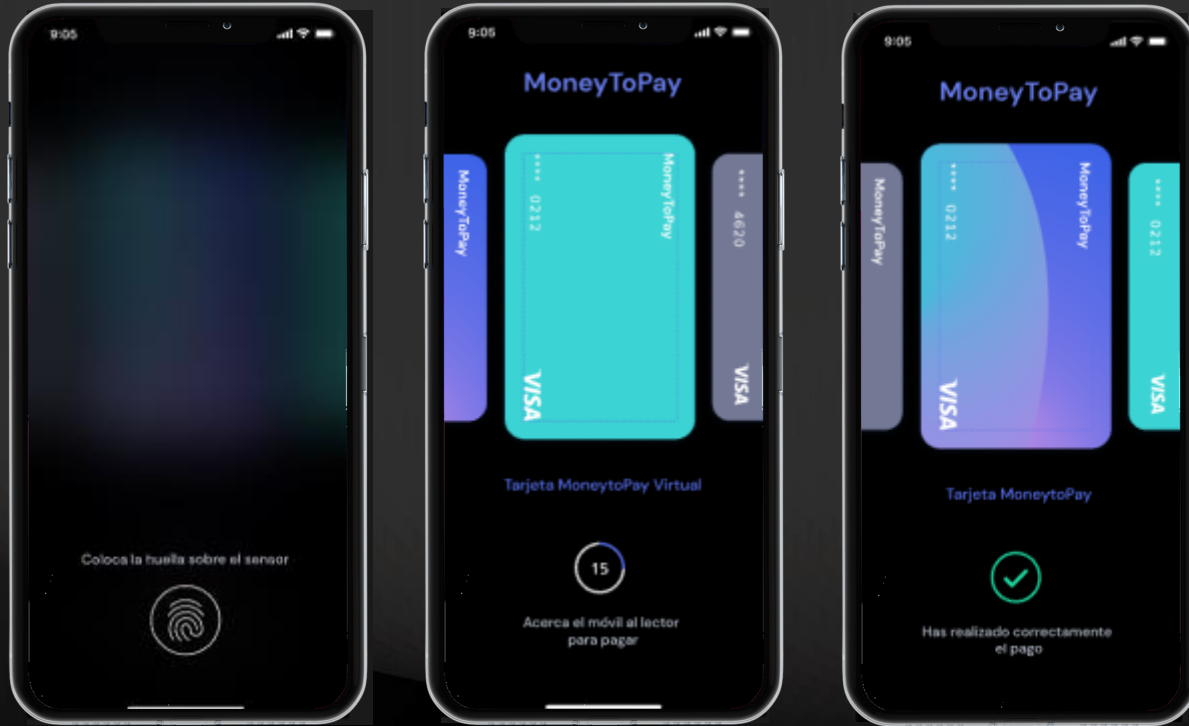 9:05
Coloca la huella sobre el sensor
9:05
MoneyToPay
MoneyToPay
**** 0212
MoneyToPay
VISA
**** 4620
VISA
Tarjeta MoneytoPay Virtual
15
Acerca el móvil al lector
para pagar
9:05
MoneyToPay
MoneyToPay
**** 0212
MoneyToPay
VISA
**** 0212
VISA
Tarjeta MoneytoPay
Has realizado correctamente
el pago